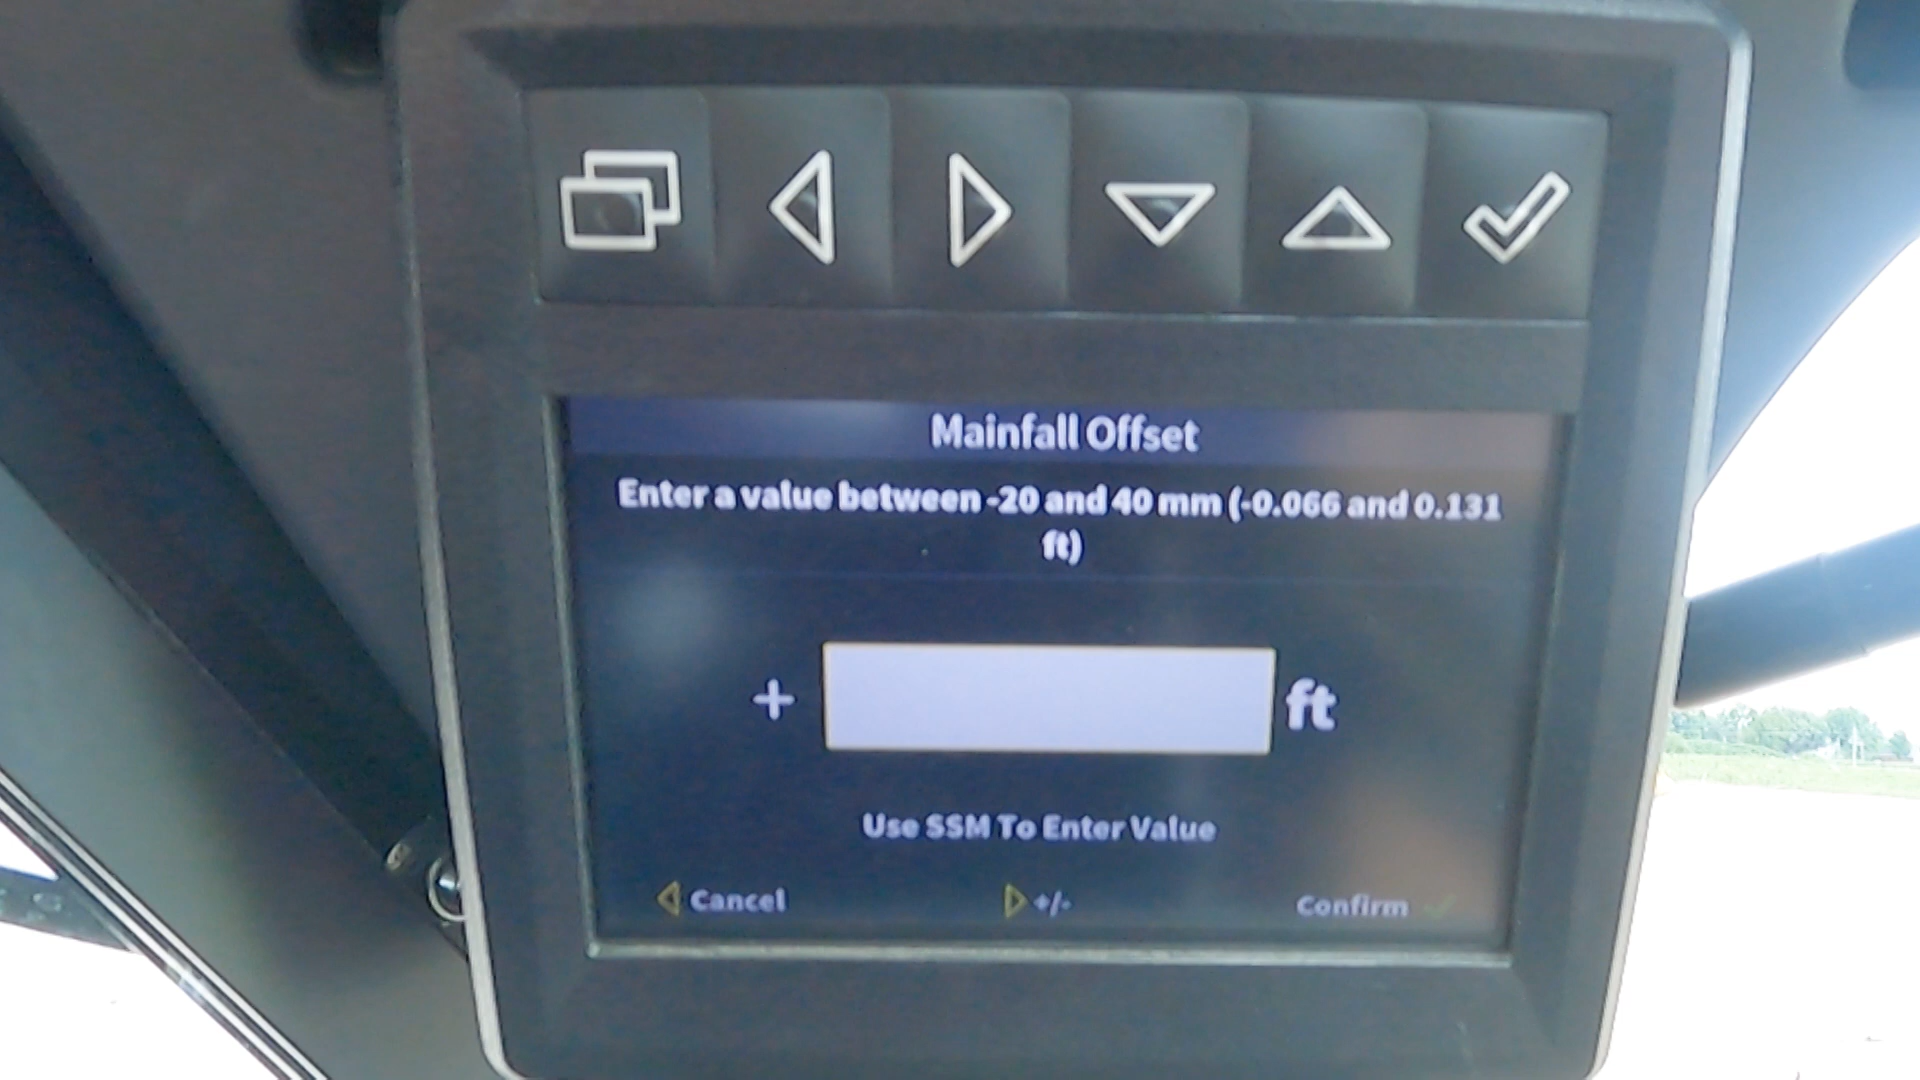 Mainfall Offset
Enter a value between -20 and 40 mm (-0.066 and 0.131
ft)
+ ft
Use SSM To Enter Value
Cancel +/- Confirm